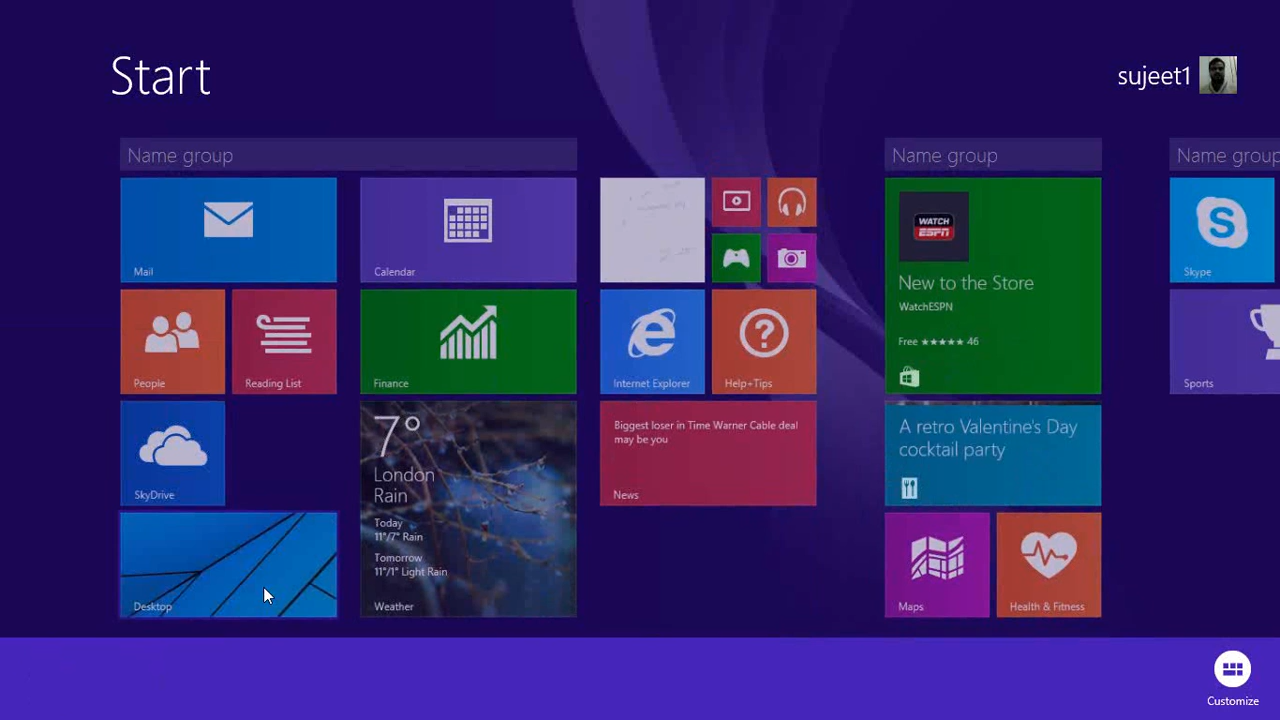 Start
sujeet1
Name group
Mail
Calendar
People
Reading List
Finance
SkyDrive
7°
London
Rain
Today
11°/7° Rain
Tomorrow
11°/1° Light Rain
Weather
Desktop
Internet Explorer
Help+Tips
Biggest loser in Time Warner Cable deal
may be you
News
Name group
WATCH
ESPN
New to the Store
WatchESPN
Free ★★★★★ 46
A retro Valentine's Day
cocktail party
Maps
Health & Fitness
Name group
Skype
Sports
Customize